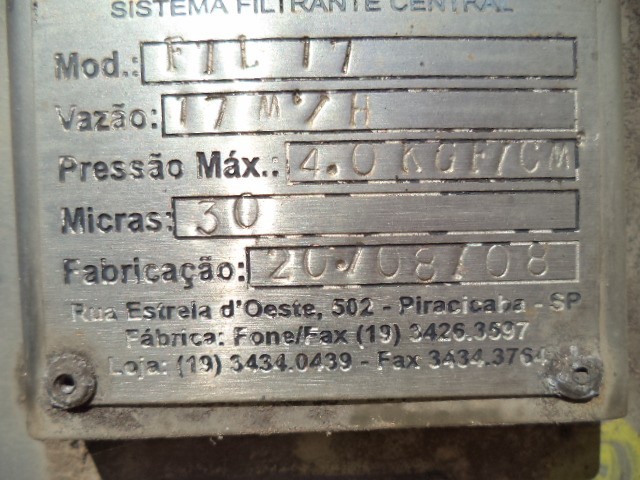 SISTEMA FILTRANTE CENTRAL
Mod.: FIL 17
Vazão: 17 M³/H
Pressão Máx.: 4.0 KGF/CM
Micras: 30
Fabricação: 20/08/08
Rua Estrela d'Oeste, 502 - Piracicaba - SP
Fábrica: Fone/Fax (19) 3426.3597
Loja: (19) 3434.0439 - Fax 3434.3764